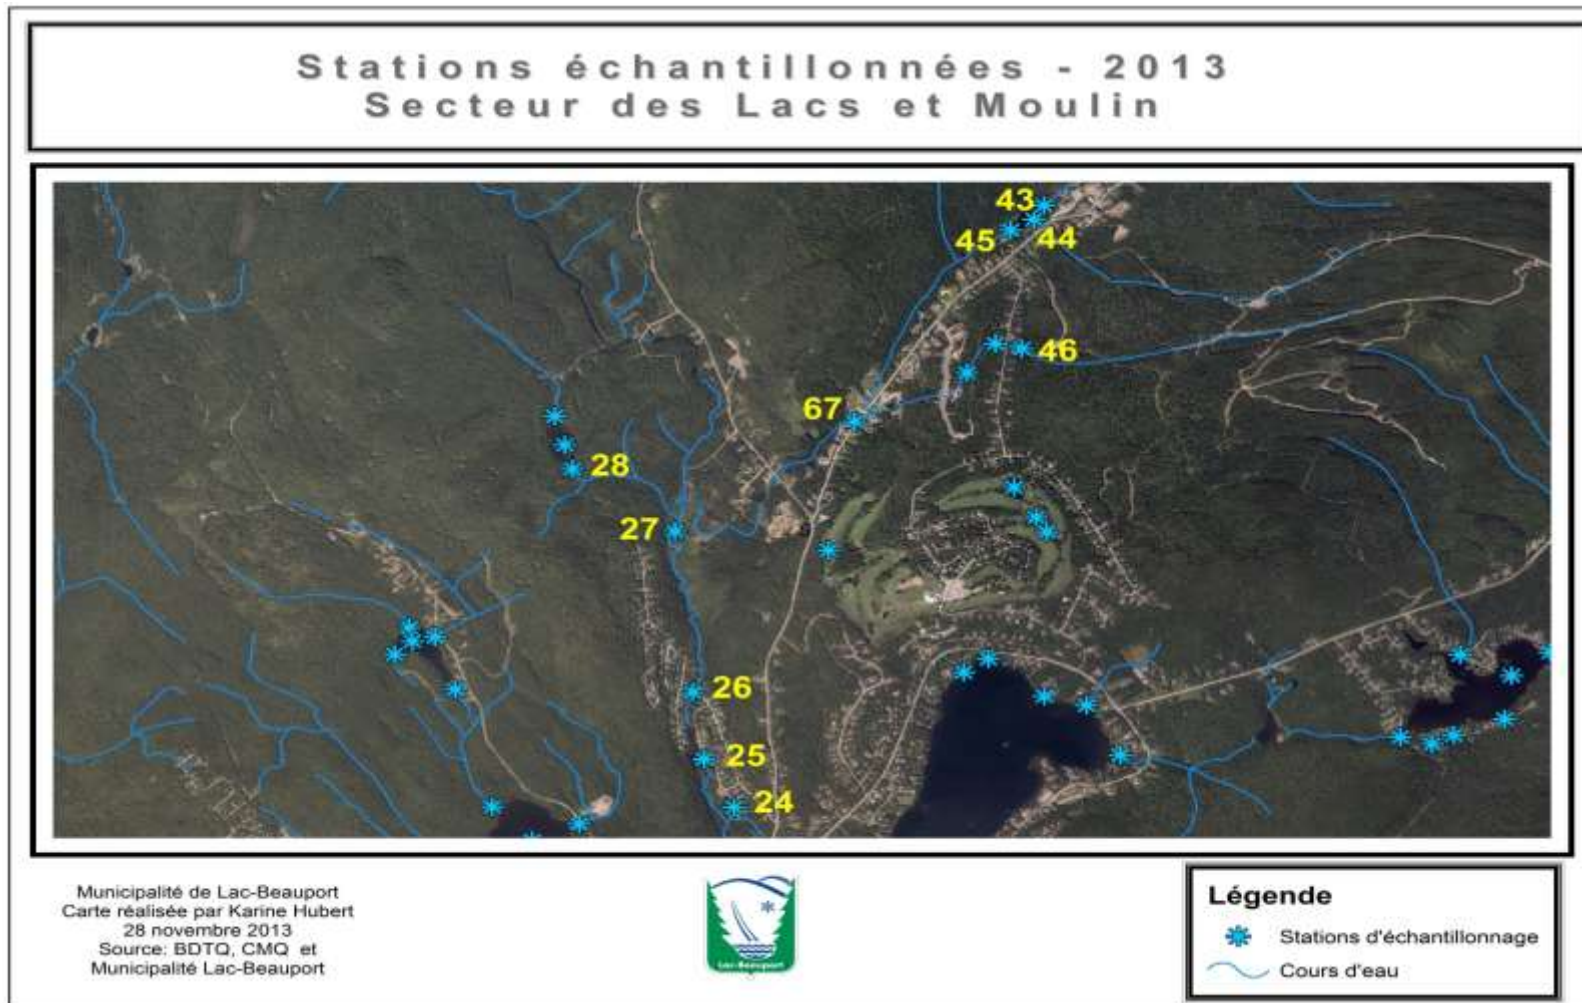 Stations échantillonnées - 2013
Secteur des Lacs et Moulin
43
45
44
46
67
28
27
26
25
24
Municipalité de Lac-Beauport
Carte réalisée par Karine Hubert
28 novembre 2013
Source: BDTQ, CMQ et
Municipalité Lac-Beauport
Lac-Beauport
Légende
Stations d'échantillonnage
Cours d'eau